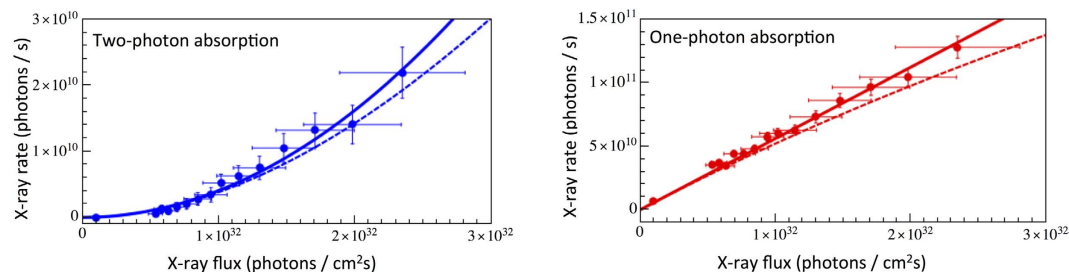 Two-photon absorption
X-ray rate (photons / s)
3×10¹⁰
2×10¹⁰
1×10¹⁰
0
0
1×10³²
2×10³²
3×10³²
X-ray flux (photons / cm²s)
One-photon absorption
X-ray rate (photons / s)
1.5×10¹¹
1×10¹¹
5×10¹⁰
0
0
1×10³²
2×10³²
3×10³²
X-ray flux (photons / cm²s)